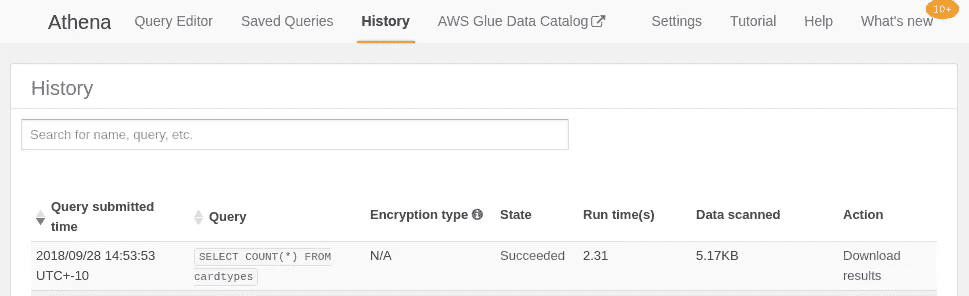 Athena Query Editor Saved Queries History AWS Glue Data Catalog Settings Tutorial Help What's new 10+
History
Search for name, query, etc.
Query submitted time Query Encryption type State Run time(s) Data scanned Action
2018/09/28 14:53:53 SELECT COUNT(*) FROM N/A Succeeded 2.31 5.17KB Download
UTC+-10 cardtypes results